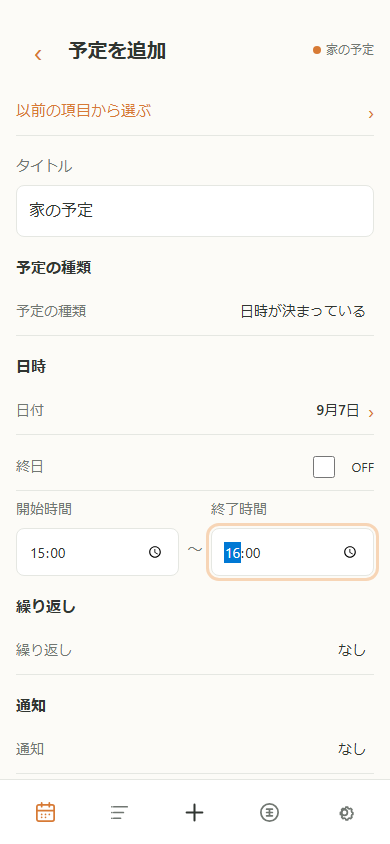 予定を追加
家の予定
以前の項目から選ぶ
タイトル
家の予定
予定の種類
予定の種類 日時が決まっている
日時
日付 9月7日
終日 OFF
開始時間 終了時間
15:00 〜 16:00
繰り返し
繰り返し なし
通知
通知 なし